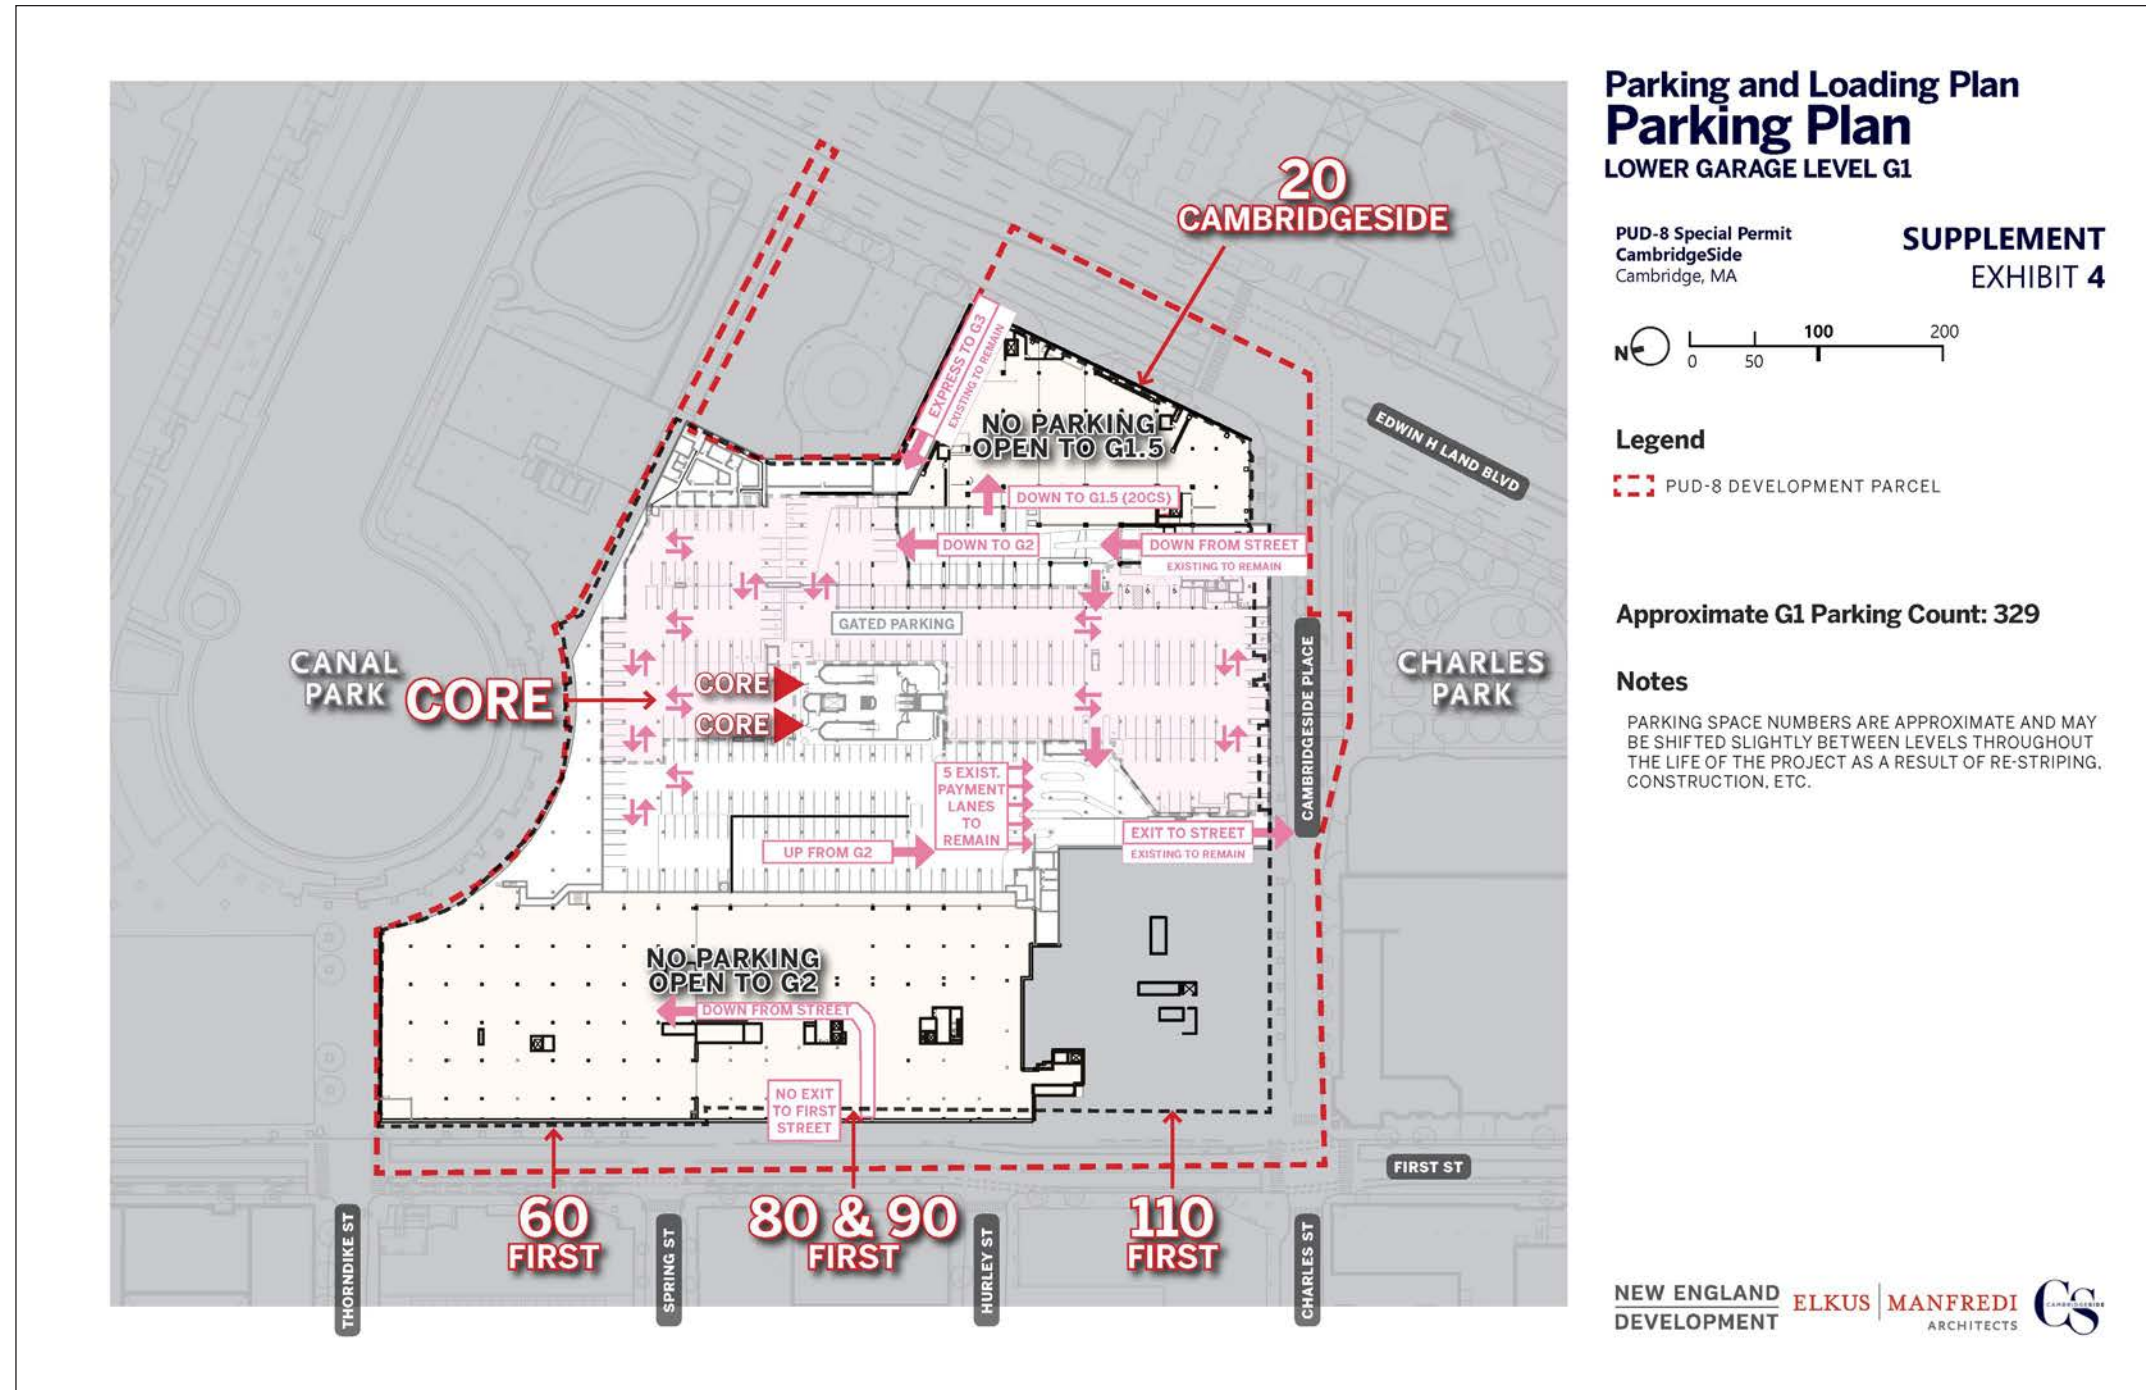 Parking and Loading Plan
Parking Plan
LOWER GARAGE LEVEL G1
PUD-8 Special Permit
CambridgeSide
Cambridge, MA
SUPPLEMENT
EXHIBIT 4
N
0
50
100
200
Legend
PUD-8 DEVELOPMENT PARCEL
Approximate G1 Parking Count: 329
Notes
PARKING SPACE NUMBERS ARE APPROXIMATE AND MAY
BE SHIFTED SLIGHTLY BETWEEN LEVELS THROUGHOUT
THE LIFE OF THE PROJECT AS A RESULT OF RE-STRIPING,
CONSTRUCTION, ETC.
20
CAMBRIDGESIDE
EXPRESS TO G3
EXISTING TO REMAIN
NO PARKING
OPEN TO G1.5
EDWIN H LAND BLVD
DOWN TO G1.5 (20CS)
DOWN TO G2
DOWN FROM STREET
EXISTING TO REMAIN
GATED PARKING
CANAL
PARK
CORE
CORE
CORE
CAMBRIDGESIDE PLACE
CHARLES
PARK
5 EXIST.
PAYMENT
LANES
TO
REMAIN
UP FROM G2
EXIT TO STREET
EXISTING TO REMAIN
NO PARKING
OPEN TO G2
DOWN FROM STREET
NO EXIT
TO FIRST
STREET
FIRST ST
60
FIRST
80 & 90
FIRST
110
FIRST
THORNDIKE ST
SPRING ST
HURLEY ST
CHARLES ST
NEW ENGLAND
DEVELOPMENT
ELKUS | MANFREDI
ARCHITECTS
CS
CAMBRIDGESIDE